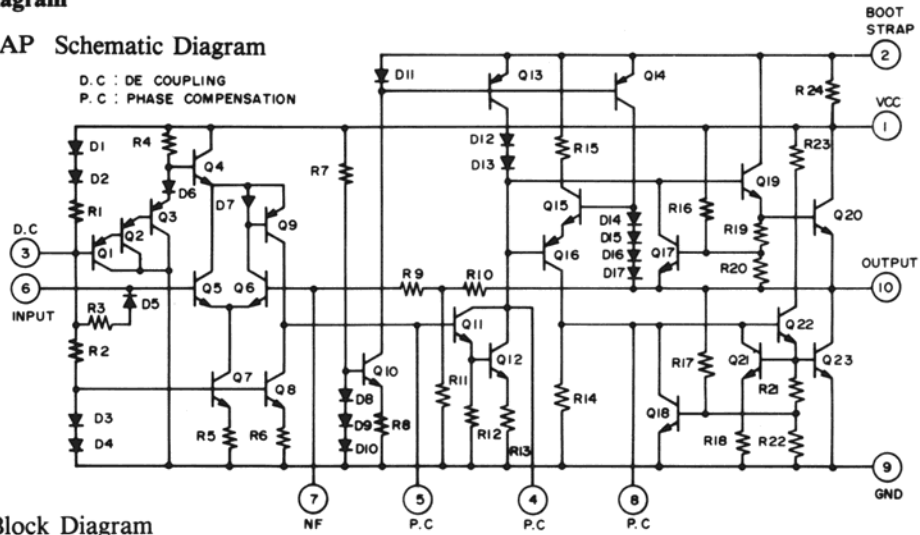 agram
AP Schematic Diagram
D.C : DE COUPLING
P.C : PHASE COMPENSATION
BOOT
STRAP
2
D11
Q13
Q14
R24
VCC
1
D1
R4
Q4
D12
R15
R23
D2
D6
R7
D13
Q19
R1
Q3
D7
Q9
Q15
D14
R16
Q20
D.C
3
Q2
D15
R19
Q1
Q16
D16
Q17
R20
D17
OUTPUT
6
Q5
Q6
R9
R10
10
INPUT
D5
R3
R2
Q11
Q22
Q7
Q8
Q10
Q12
R17
Q21
Q23
D8
R11
R14
R21
D3
D9
R8
Q18
D4
R5
R6
D10
R12
R13
R18
R22
9
GND
7
5
4
8
NF
P.C
P.C
P.C
Block Diagram